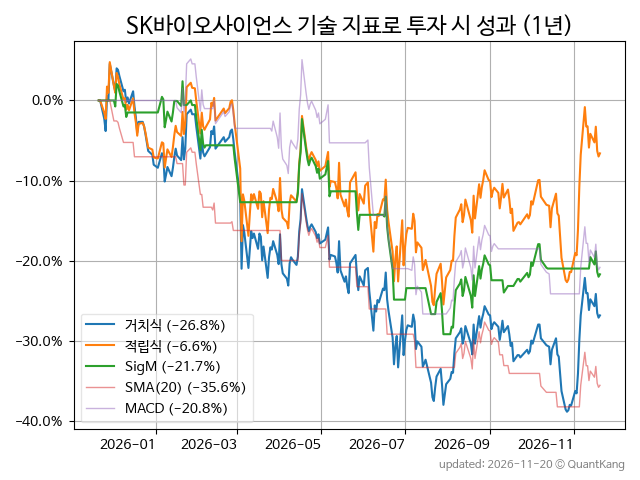 SK바이오사이언스 기술 지표로 투자 시 성과 (1년)
0.0%
−10.0%
−20.0%
−30.0%
−40.0%
거치식 (−26.8%)
적립식 (−6.6%)
SigM (−21.7%)
SMA(20) (−35.6%)
MACD (−20.8%)
2026-01 2026-03 2026-05 2026-07 2026-09 2026-11
updated: 2026-11-20 © QuantKang